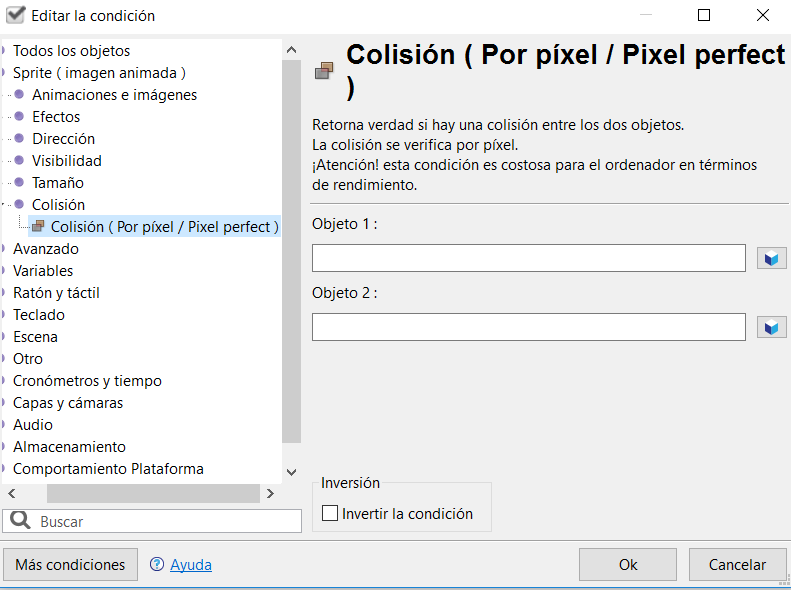 Editar la condición
Todos los objetos
Sprite ( imagen animada )
Animaciones e imágenes
Efectos
Dirección
Visibilidad
Tamaño
Colisión
Colisión ( Por píxel / Pixel perfect )
Avanzado
Variables
Ratón y táctil
Teclado
Escena
Otro
Cronómetros y tiempo
Capas y cámaras
Audio
Almacenamiento
Comportamiento Plataforma
Buscar
Colisión ( Por píxel / Pixel perfect
)
Retorna verdad si hay una colisión entre los dos objetos.
La colisión se verifica por píxel.
¡Atención! esta condición es costosa para el ordenador en términos
de rendimiento.
Objeto 1 :
Objeto 2 :
Inversión
Invertir la condición
Más condiciones
Ayuda
Ok
Cancelar